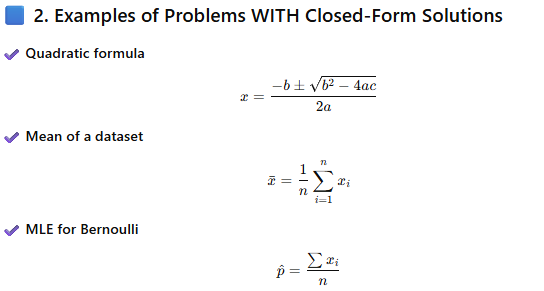 2. Examples of Problems WITH Closed-Form Solutions
✔ Quadratic formula
x = \frac{-b \pm \sqrt{b^2 - 4ac}}{2a}
✔ Mean of a dataset
\bar{x} = \frac{1}{n} \sum_{i=1}^{n} x_i
✔ MLE for Bernoulli
\hat{p} = \frac{\sum x_i}{n}